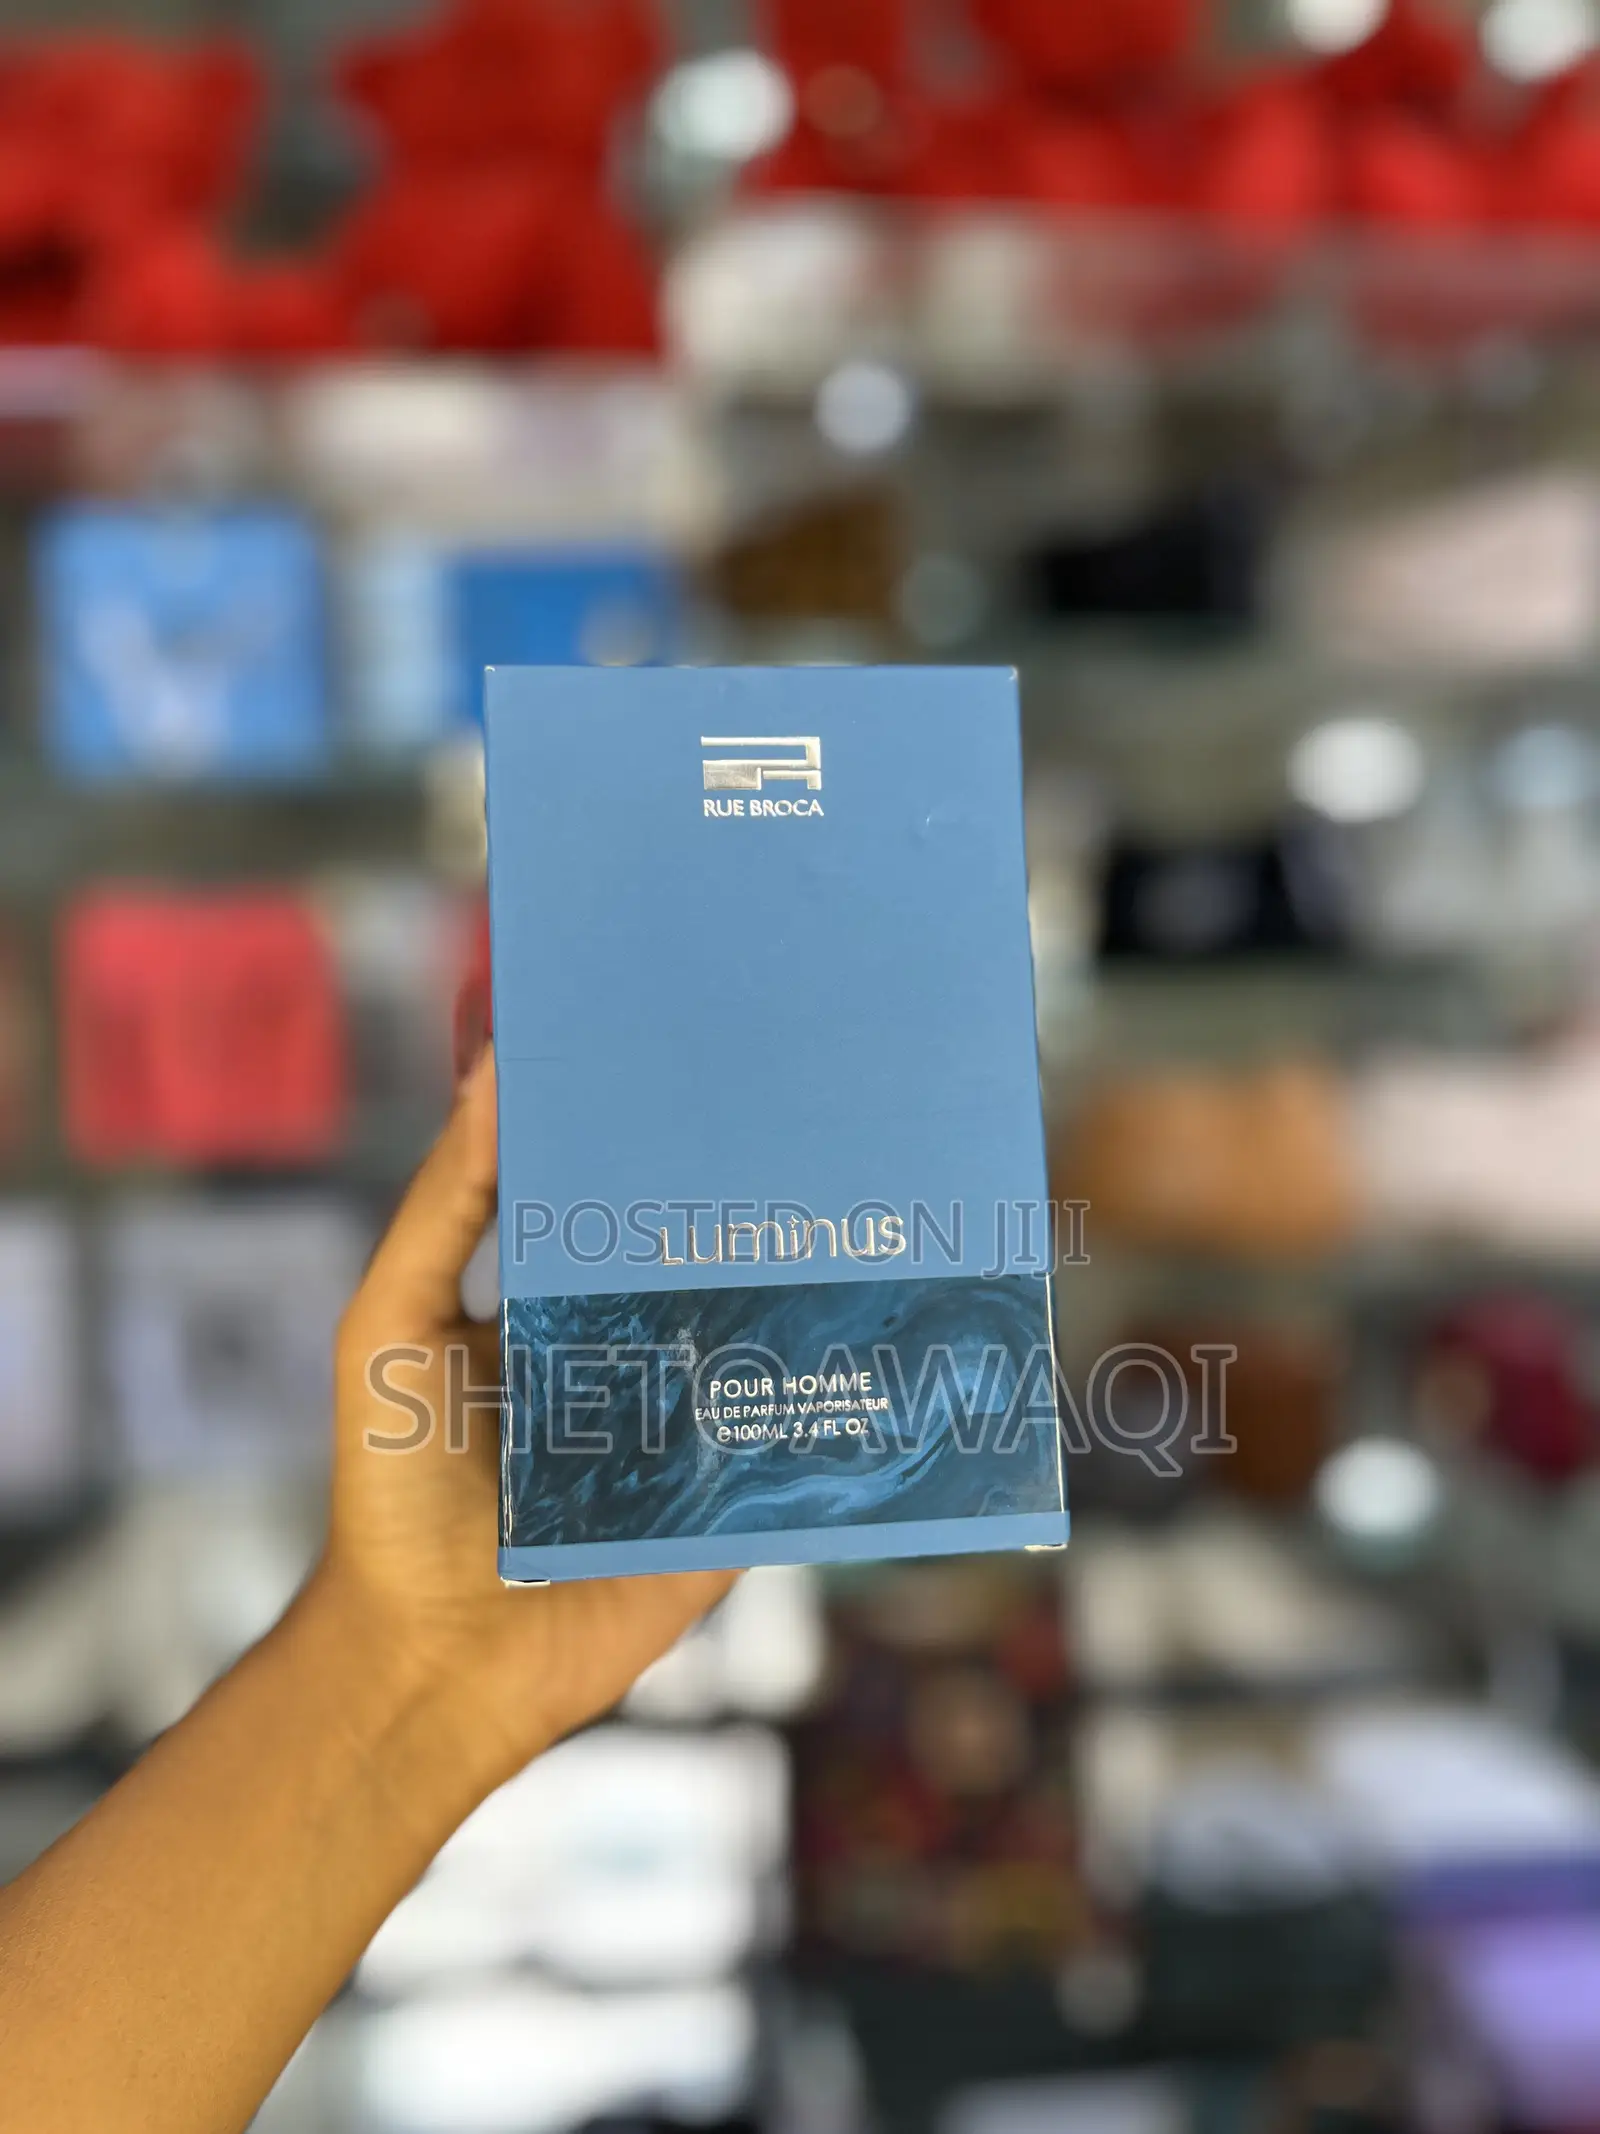 RUE BROCA
Luminus
POSTED ON JIJI
SHETOAWAQI
POUR HOMME
EAU DE PARFUM VAPORISATEUR
℮100ML 3.4 FL OZ